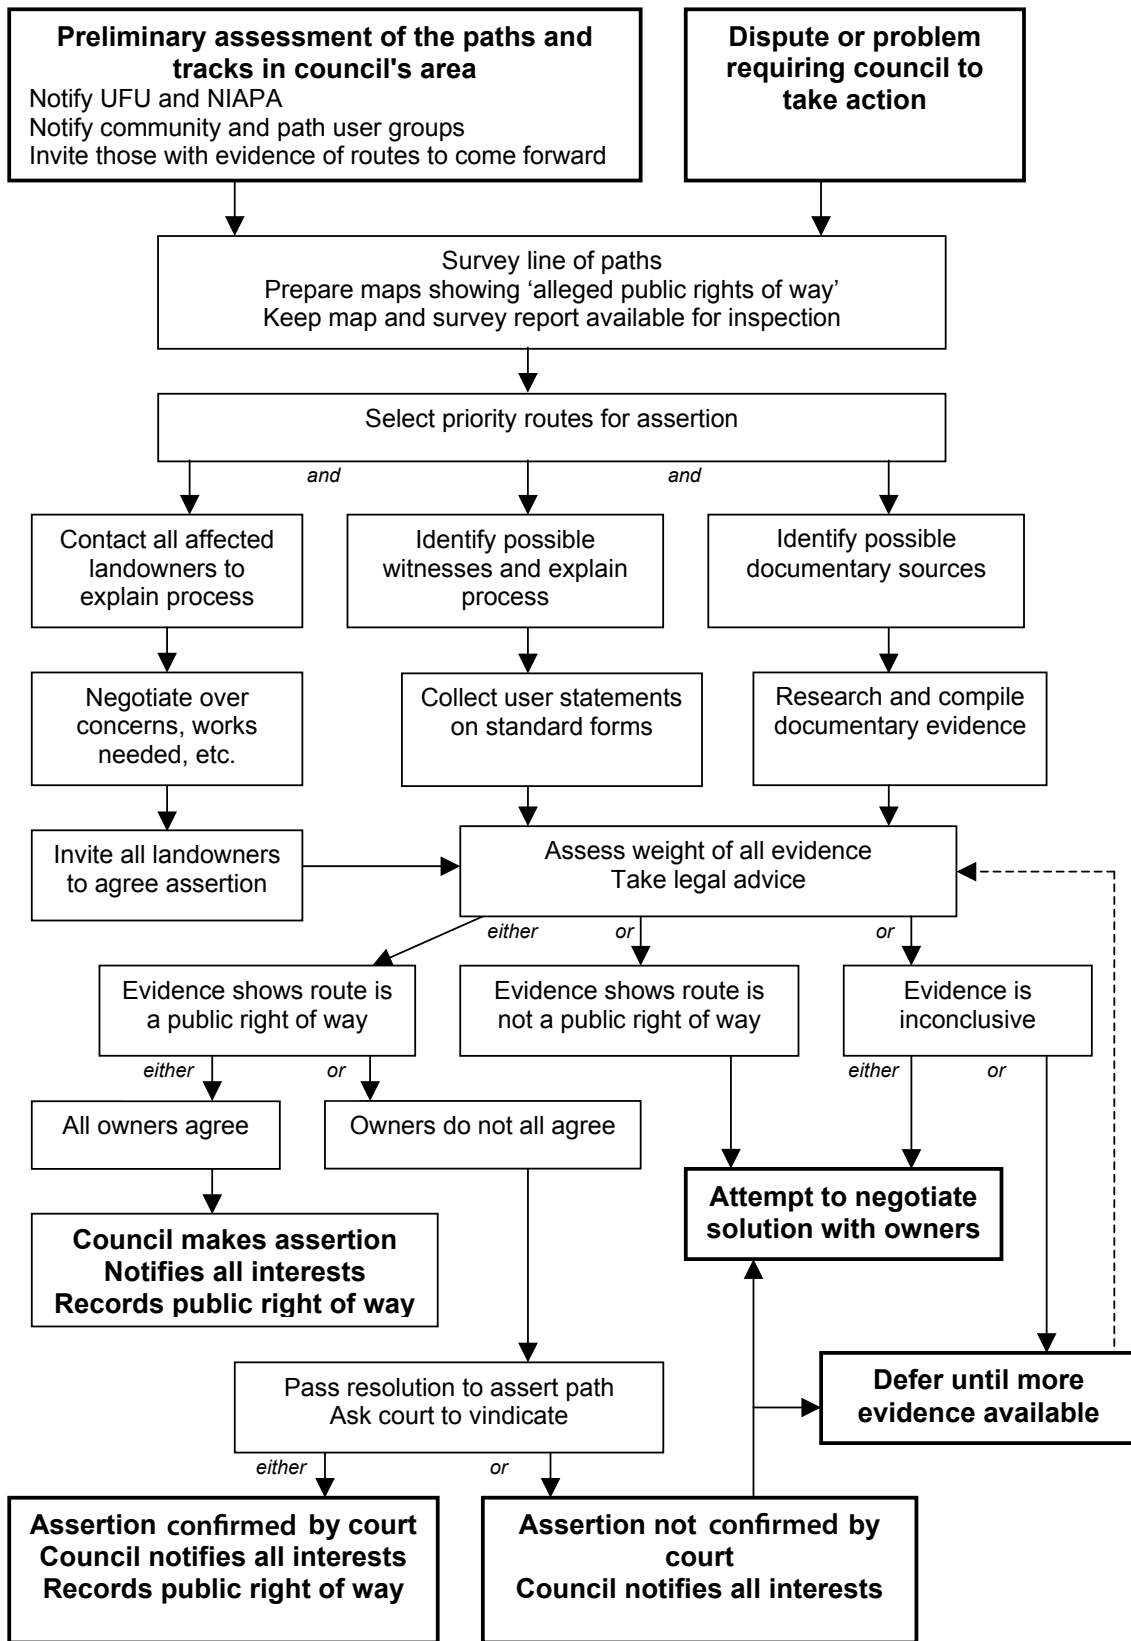 Preliminary assessment of the paths and
tracks in council's area
Notify UFU and NIAPA
Notify community and path user groups
Invite those with evidence of routes to come forward
Dispute or problem
requiring council to
take action
Survey line of paths
Prepare maps showing ‘alleged public rights of way’
Keep map and survey report available for inspection
Select priority routes for assertion
and
and
Contact all affected
landowners to
explain process
Identify possible
witnesses and explain
process
Identify possible
documentary sources
Negotiate over
concerns, works
needed, etc.
Collect user statements
on standard forms
Research and compile
documentary evidence
Invite all landowners
to agree assertion
Assess weight of all evidence
Take legal advice
either
or
or
Evidence shows route is
a public right of way
Evidence shows route is
not a public right of way
Evidence is
inconclusive
either
or
either
or
All owners agree
Owners do not all agree
Attempt to negotiate
solution with owners
Council makes assertion
Notifies all interests
Records public right of way
Pass resolution to assert path
Ask court to vindicate
Defer until more
evidence available
either
or
Assertion confirmed by court
Council notifies all interests
Records public right of way
Assertion not confirmed by
court
Council notifies all interests